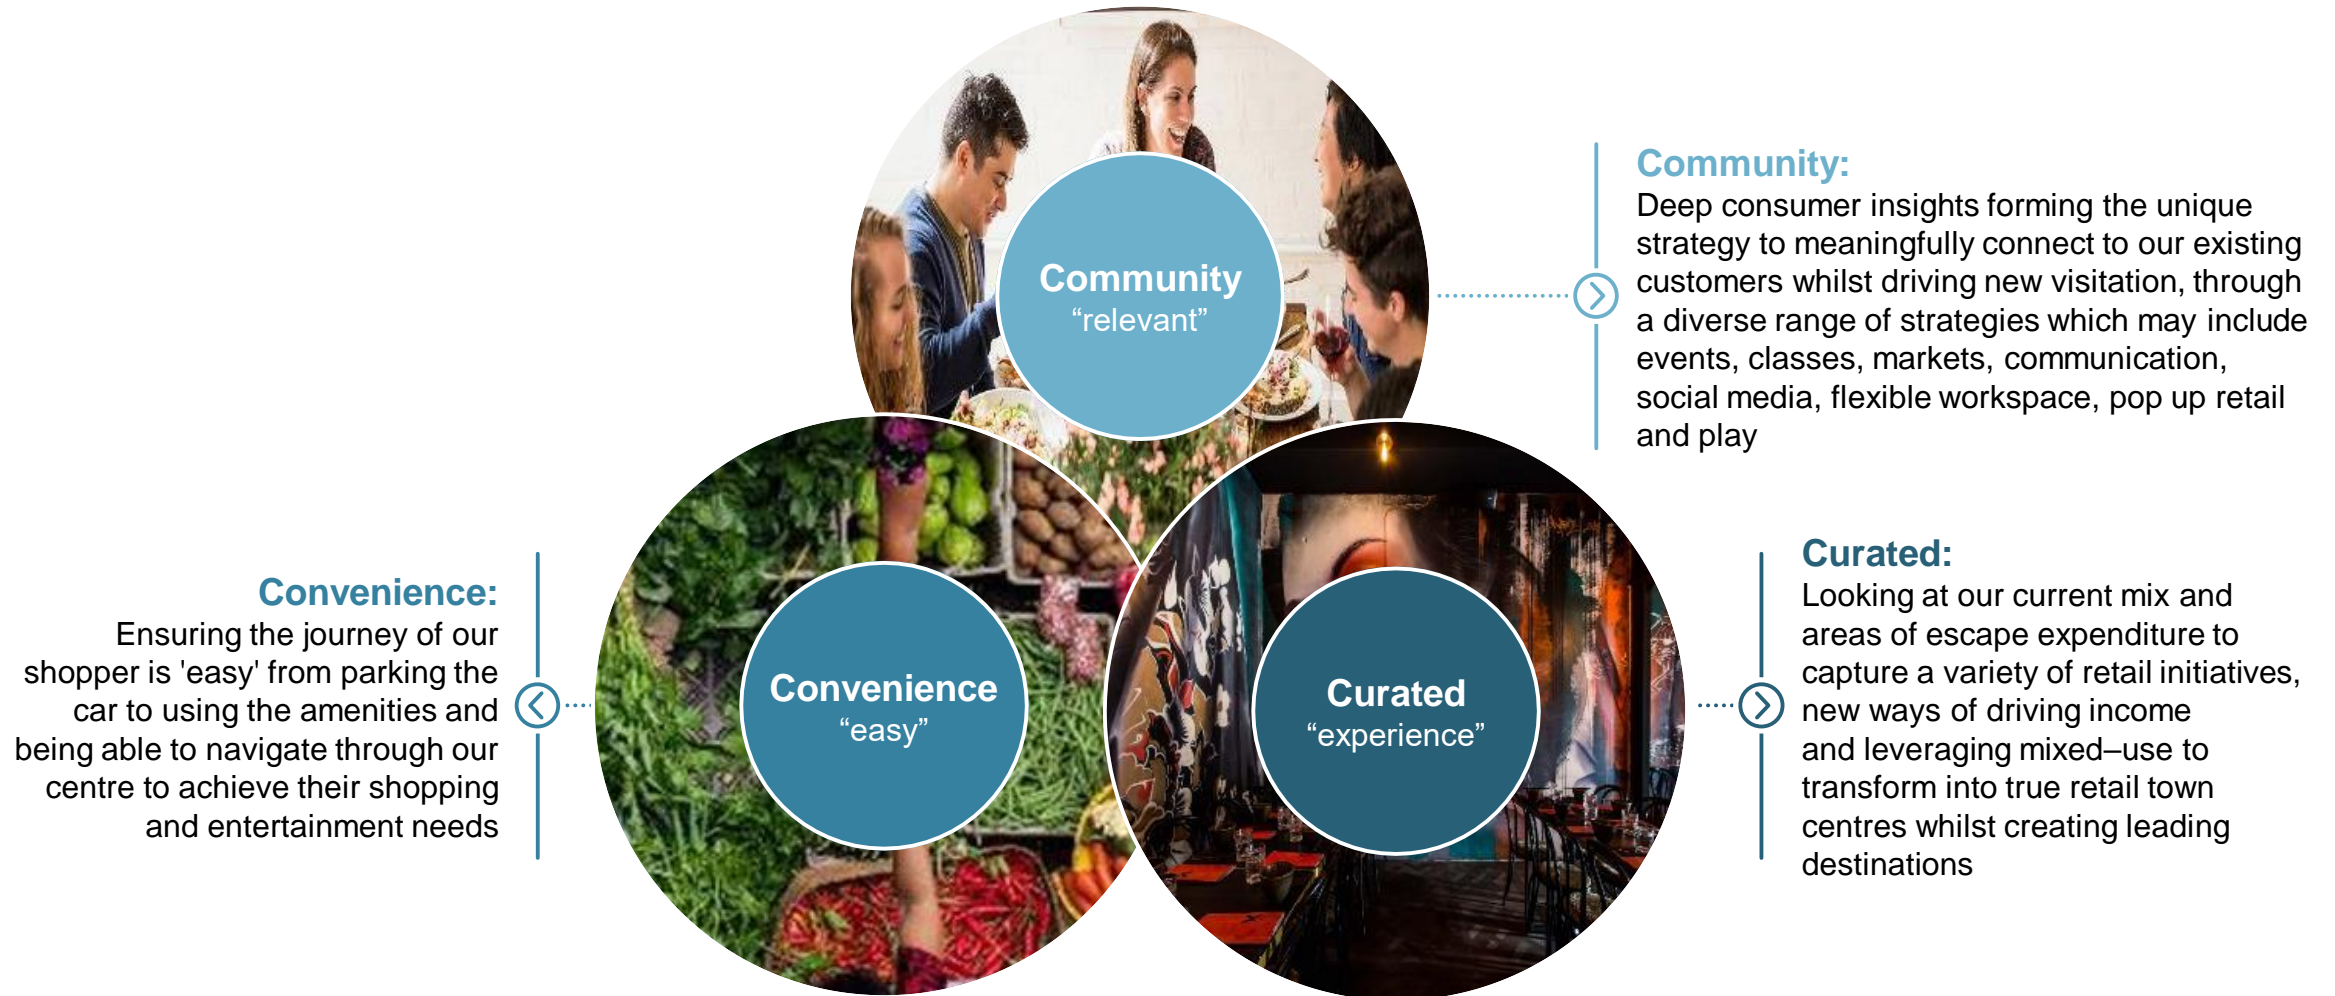 Community
“relevant”
Community:
Deep consumer insights forming the unique
strategy to meaningfully connect to our existing
customers whilst driving new visitation, through
a diverse range of strategies which may include
events, classes, markets, communication,
social media, flexible workspace, pop up retail
and play
Convenience:
Ensuring the journey of our
shopper is 'easy' from parking the
car to using the amenities and
being able to navigate through our
centre to achieve their shopping
and entertainment needs
Convenience
“easy”
Curated
“experience”
Curated:
Looking at our current mix and
areas of escape expenditure to
capture a variety of retail initiatives,
new ways of driving income
and leveraging mixed–use to
transform into true retail town
centres whilst creating leading
destinations